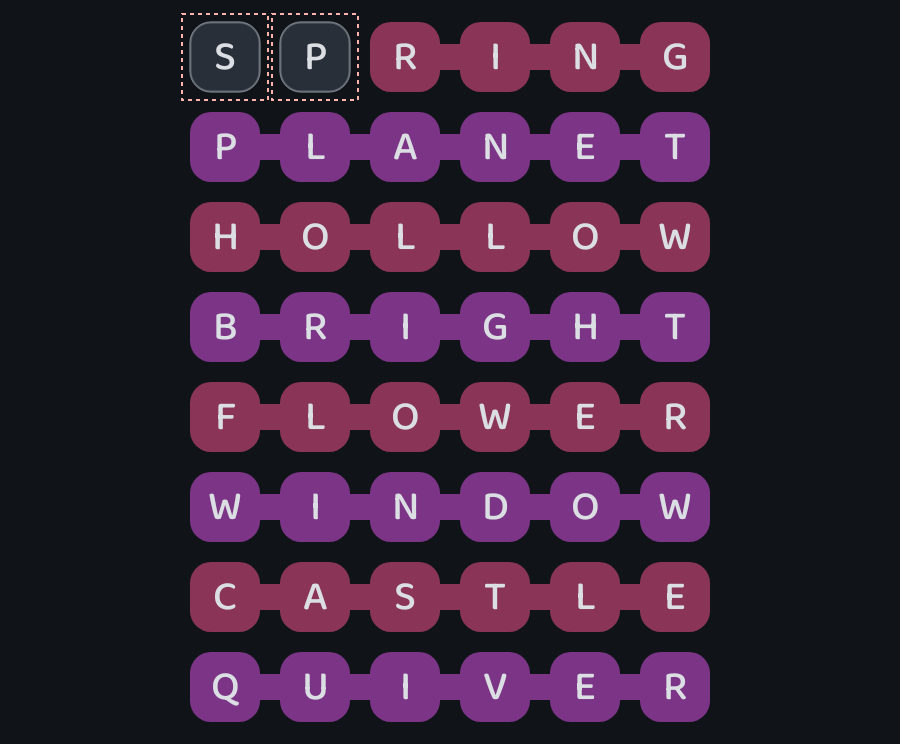 SPRING
PLANET
HOLLOW
BRIGHT
FLOWER
WINDOW
CASTLE
QUIVER